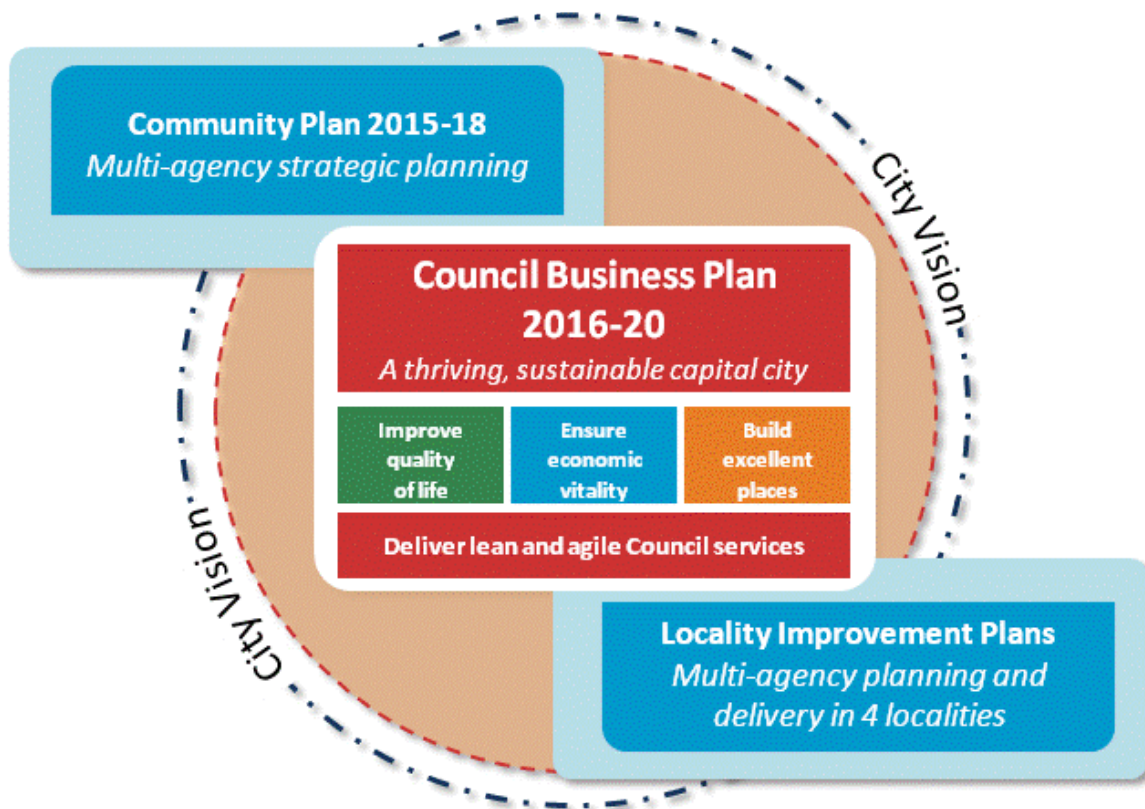 Community Plan 2015-18
Multi-agency strategic planning
City Vision
Council Business Plan
2016-20
A thriving, sustainable capital city
Improve
quality
of life
Ensure
economic
vitality
Build
excellent
places
Deliver lean and agile Council services
City Vision
Locality Improvement Plans
Multi-agency planning and
delivery in 4 localities